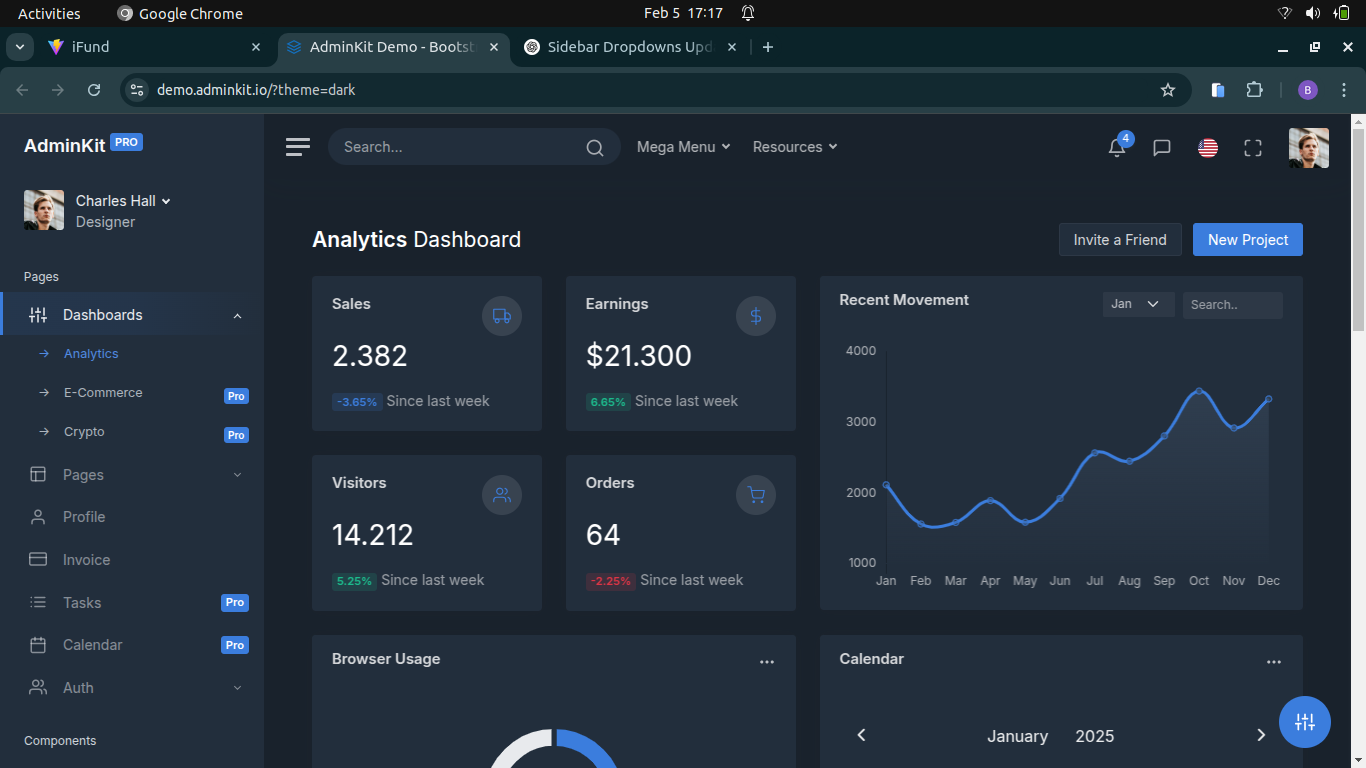 Activities
Google Chrome
Feb 5 17:17
iFund
AdminKit Demo - Bootst
Sidebar Dropdowns Upd
demo.adminkit.io/?theme=dark
B
AdminKit PRO
Charles Hall
Designer
Pages
Dashboards
Analytics
E-Commerce Pro
Crypto Pro
Pages
Profile
Invoice
Tasks Pro
Calendar Pro
Auth
Components
Search...
Mega Menu
Resources
4
Analytics Dashboard
Invite a Friend
New Project
Sales
2.382
-3.65% Since last week
Earnings
$21.300
6.65% Since last week
Visitors
14.212
5.25% Since last week
Orders
64
-2.25% Since last week
Recent Movement
Jan
Search..
4000
3000
2000
1000
Jan Feb Mar Apr May Jun Jul Aug Sep Oct Nov Dec
Browser Usage
Calendar
January 2025